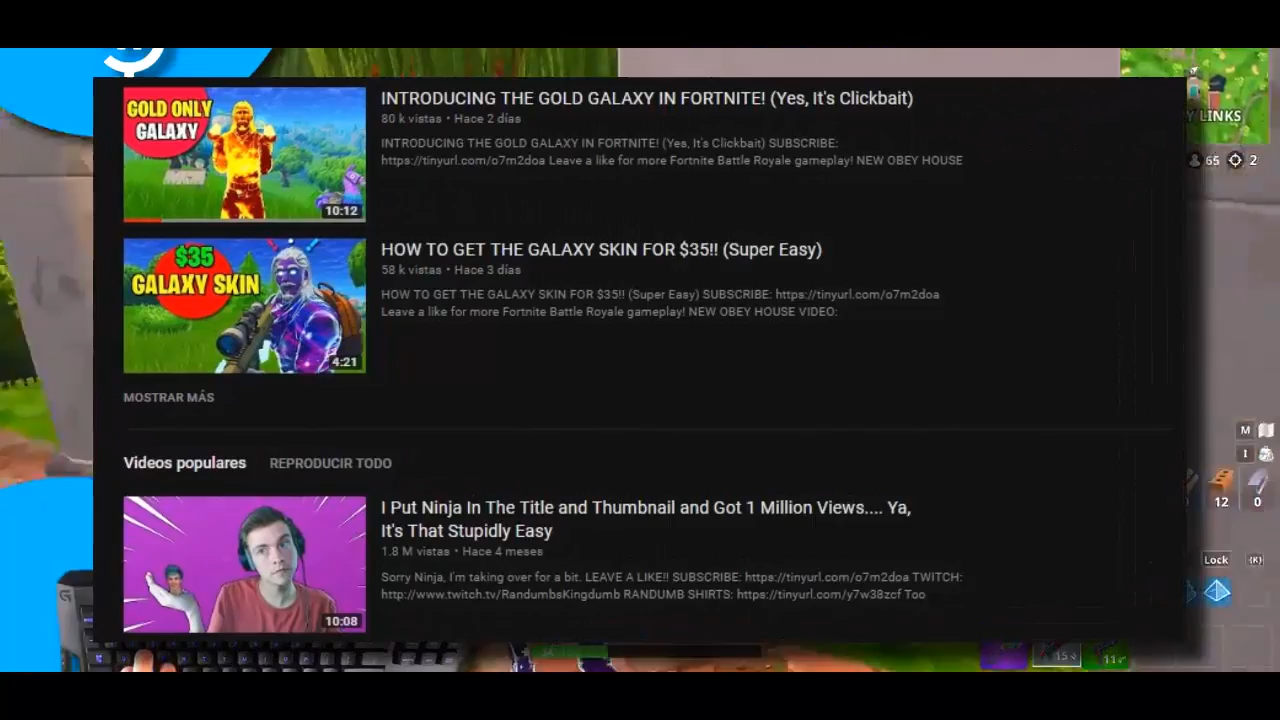 GOLD ONLY
GALAXY
10:12
INTRODUCING THE GOLD GALAXY IN FORTNITE! (Yes, It's Clickbait)
80 k vistas • Hace 2 días
INTRODUCING THE GOLD GALAXY IN FORTNITE! (Yes, It's Clickbait) SUBSCRIBE:
https://tinyurl.com/o7m2doa Leave a like for more Fortnite Battle Royale gameplay! NEW OBEY HOUSE
LINKS
65
2
$35
GALAXY SKIN
4:21
HOW TO GET THE GALAXY SKIN FOR $35!! (Super Easy)
58 k vistas • Hace 3 días
HOW TO GET THE GALAXY SKIN FOR $35!! (Super Easy) SUBSCRIBE: https://tinyurl.com/o7m2doa
Leave a like for more Fortnite Battle Royale gameplay! NEW OBEY HOUSE VIDEO:
MOSTRAR MÁS
M
I
Videos populares REPRODUCIR TODO
12 0
10:08
I Put Ninja In The Title and Thumbnail and Got 1 Million Views.... Ya,
It's That Stupidly Easy
1.8 M vistas • Hace 4 meses
Sorry Ninja, I'm taking over for a bit. LEAVE A LIKE!! SUBSCRIBE: https://tinyurl.com/o7m2doa TWITCH:
http://www.twitch.tv/RandumbsKingdumb RANDUMB SHIRTS: https://tinyurl.com/y7w38zcf Too
Lock
15
11